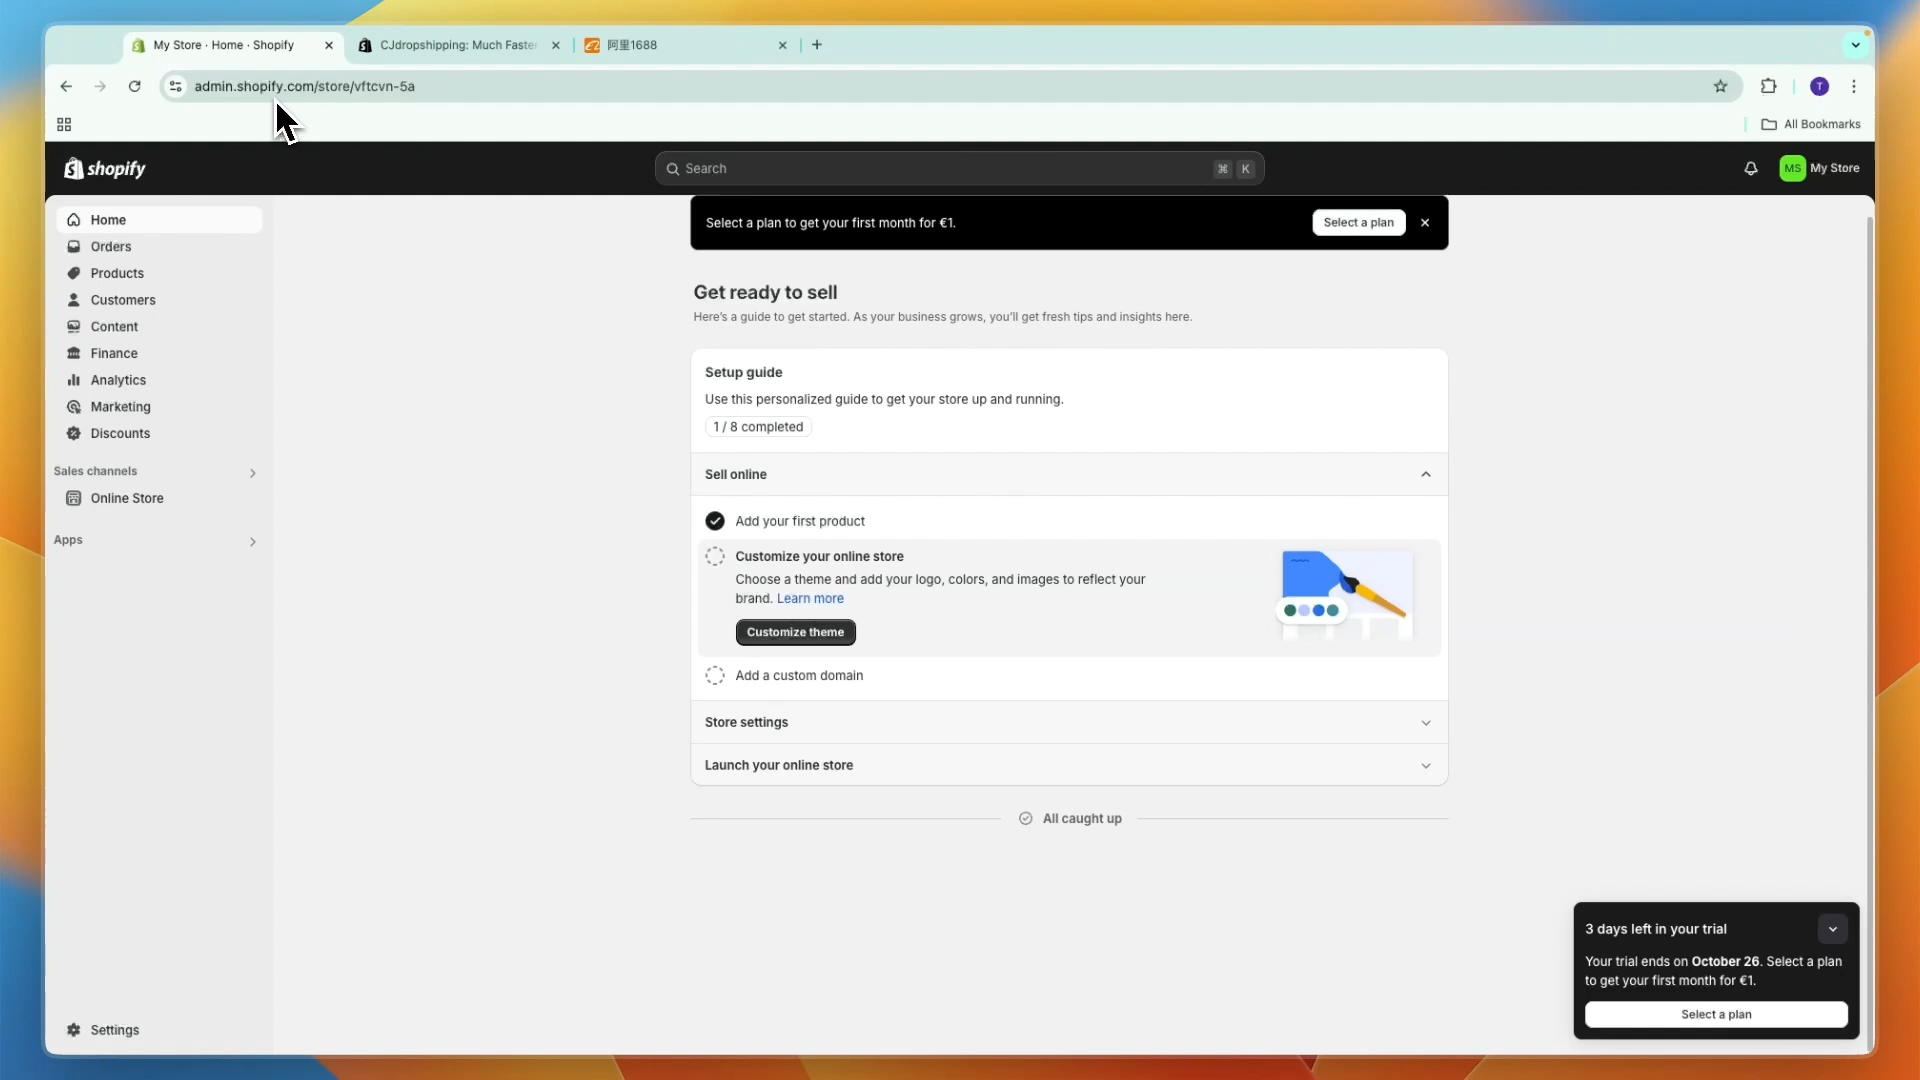 My Store · Home · Shopify
CJdropshipping: Much Faster
阿里1688
admin.shopify.com/store/vftcvn-5a
T
All Bookmarks
shopify
Search
⌘ K
MS My Store
Home
Orders
Products
Customers
Content
Finance
Analytics
Marketing
Discounts
Sales channels
Online Store
Apps
Settings
Select a plan to get your first month for €1.
Select a plan
Get ready to sell
Here's a guide to get started. As your business grows, you'll get fresh tips and insights here.
Setup guide
Use this personalized guide to get your store up and running.
1 / 8 completed
Sell online
Add your first product
Customize your online store
Choose a theme and add your logo, colors, and images to reflect your
brand. Learn more
Customize theme
Add a custom domain
Store settings
Launch your online store
All caught up
3 days left in your trial
Your trial ends on October 26. Select a plan
to get your first month for €1.
Select a plan